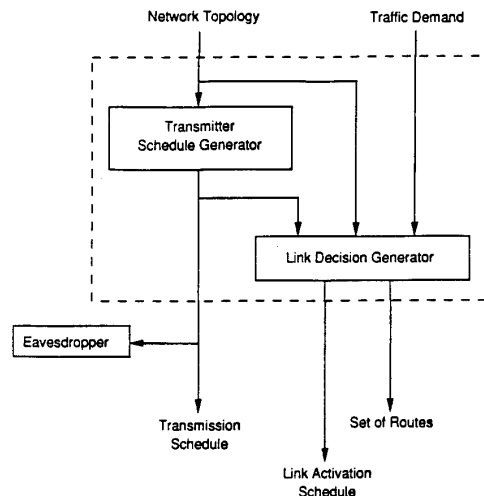 Network Topology
Traffic Demand
Transmitter
Schedule Generator
Link Decision Generator
Eavesdropper
Transmission
Schedule
Set of Routes
Link Activation
Schedule